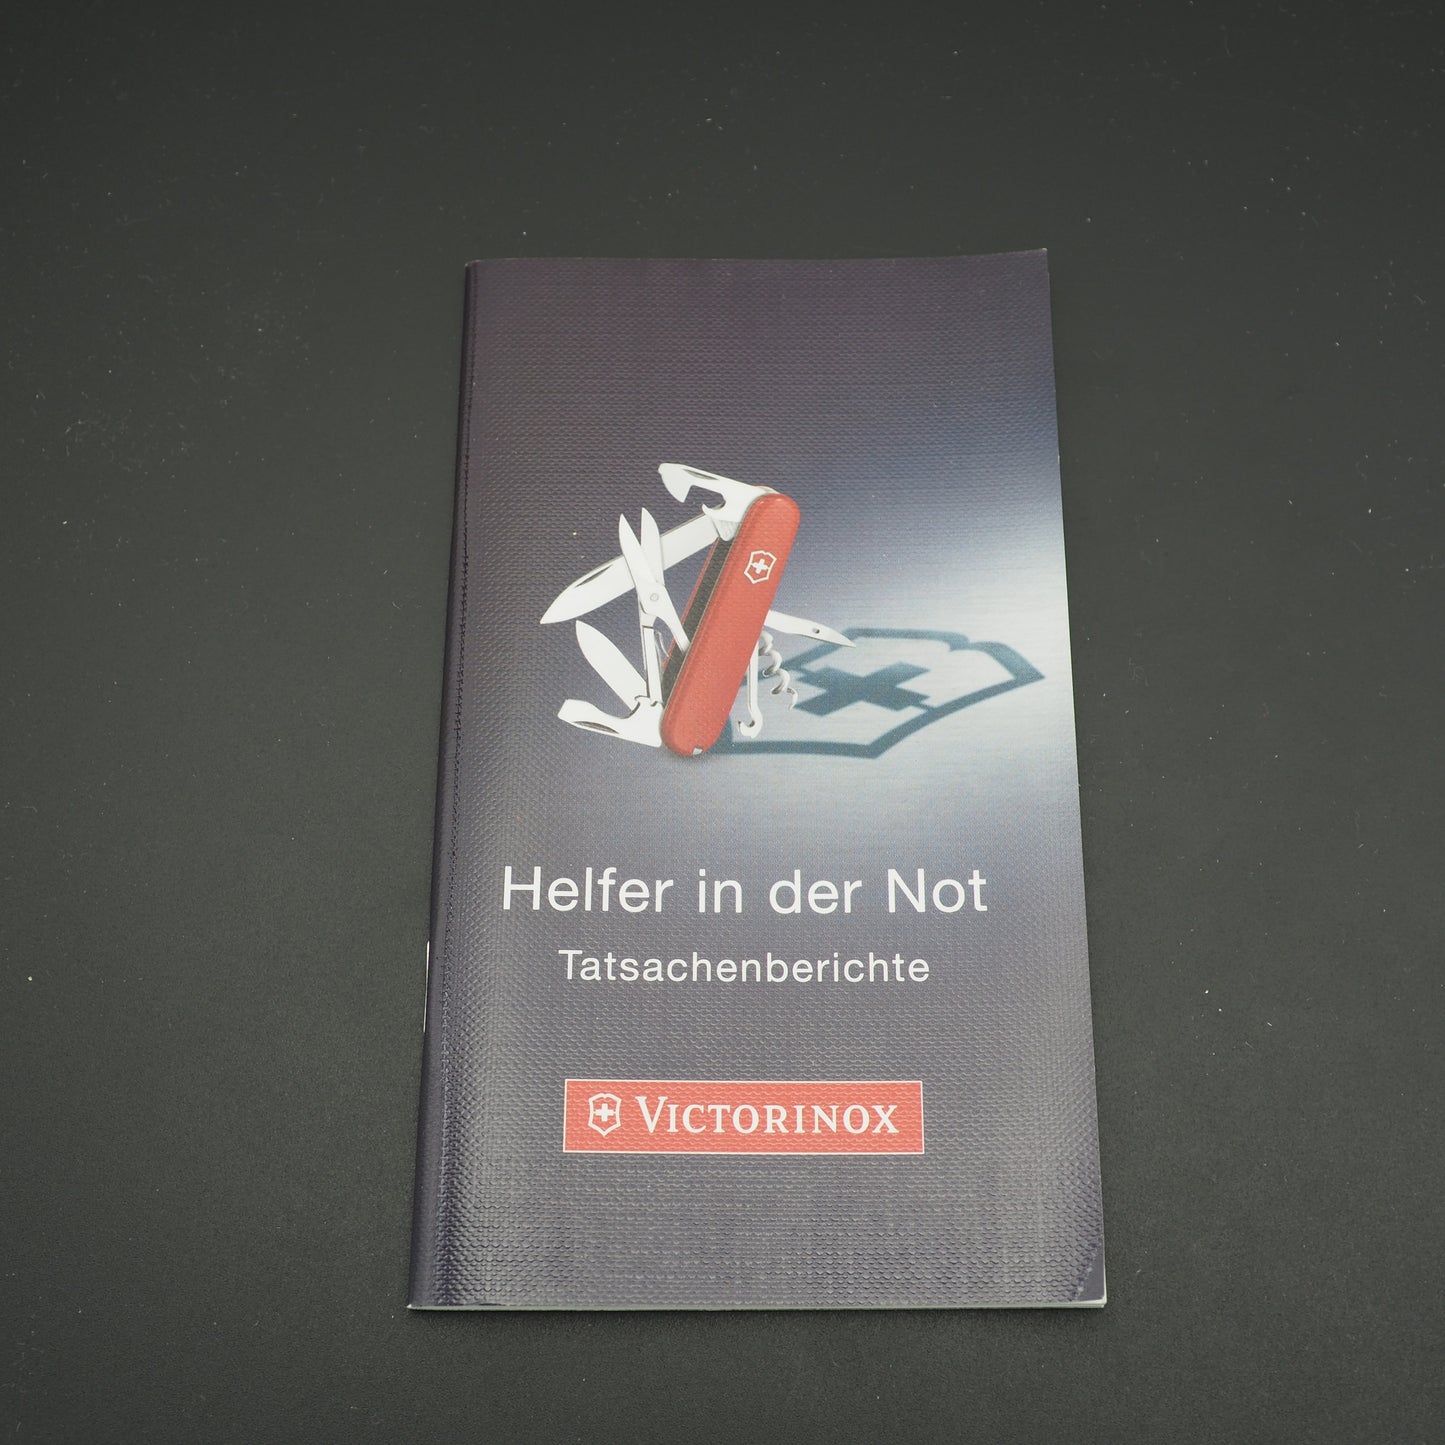 Helfer in der Not
Tatsachenberichte
VICTORINOX